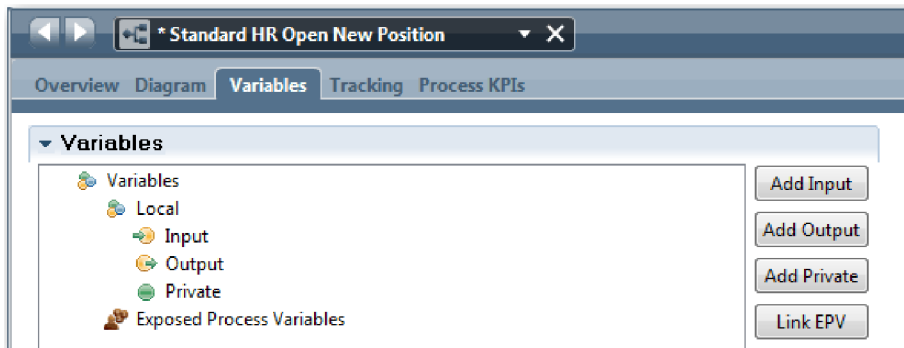 * Standard HR Open New Position
Overview Diagram Variables Tracking Process KPIs
Variables
Variables
Local
Input
Output
Private
Exposed Process Variables
Add Input
Add Output
Add Private
Link EPV